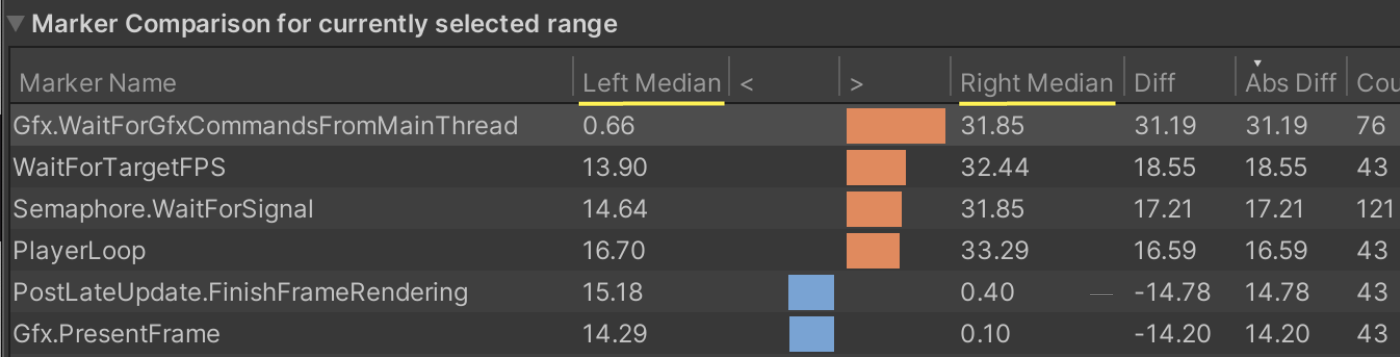 Marker Comparison for currently selected range
Marker Name Left Median < > Right Median Diff Abs Diff Cou
Gfx.WaitForGfxCommandsFromMainThread 0.66 31.85 31.19 31.19 76
WaitForTargetFPS 13.90 32.44 18.55 18.55 43
Semaphore.WaitForSignal 14.64 31.85 17.21 17.21 121
PlayerLoop 16.70 33.29 16.59 16.59 43
PostLateUpdate.FinishFrameRendering 15.18 0.40 -14.78 14.78 43
Gfx.PresentFrame 14.29 0.10 -14.20 14.20 43